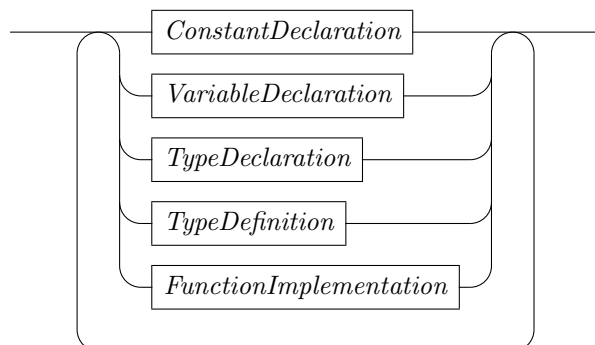 ConstantDeclaration
VariableDeclaration
TypeDeclaration
TypeDefinition
FunctionImplementation